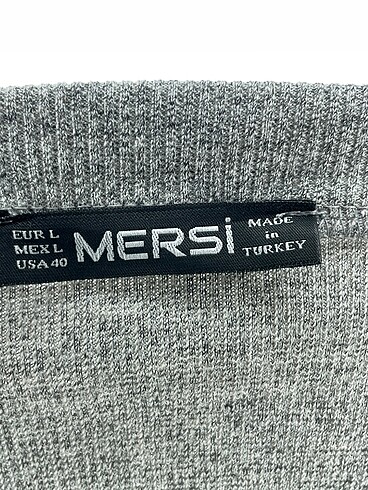 EUR L
MEX L
USA 40
MERSi
MADE
in
TURKEY